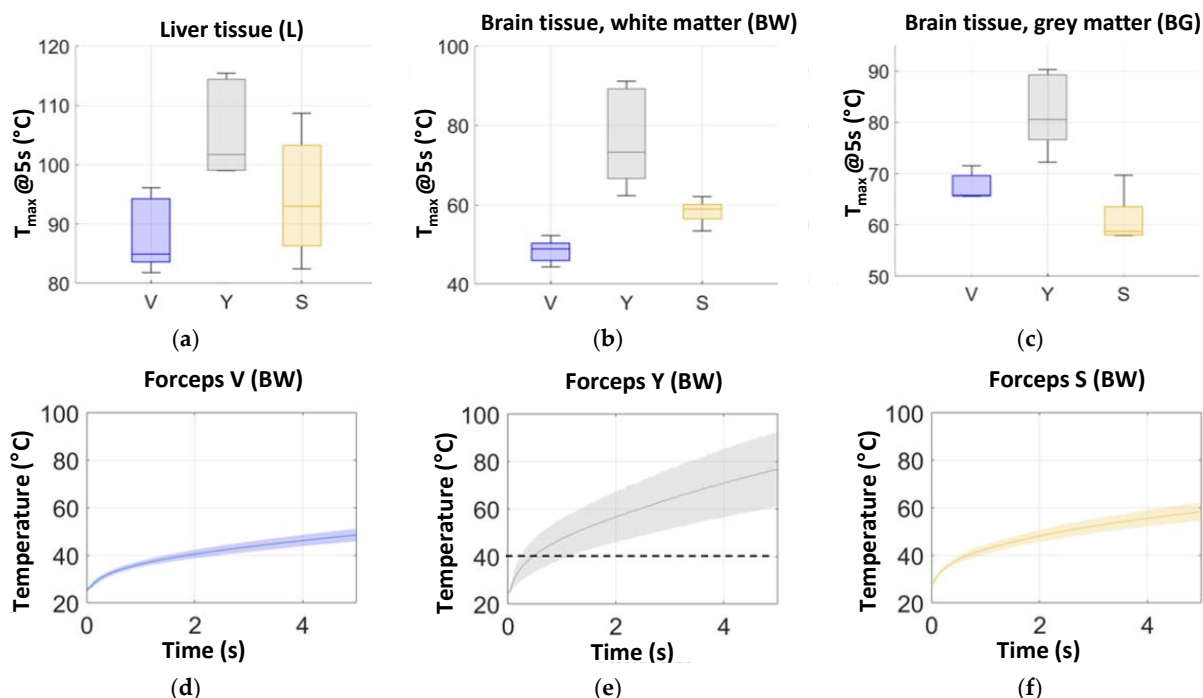 Liver tissue (L)
T_max @5s (°C)
120
110
100
90
80
V Y S
(a)
Brain tissue, white matter (BW)
T_max @5s (°C)
100
80
60
40
V Y S
(b)
Brain tissue, grey matter (BG)
T_max @5s (°C)
90
80
70
60
50
V Y S
(c)
Forceps V (BW)
Temperature (°C)
100
80
60
40
20
0 2 4
Time (s)
(d)
Forceps Y (BW)
Temperature (°C)
100
80
60
40
20
0 2 4
Time (s)
(e)
Forceps S (BW)
Temperature (°C)
100
80
60
40
20
0 2 4
Time (s)
(f)